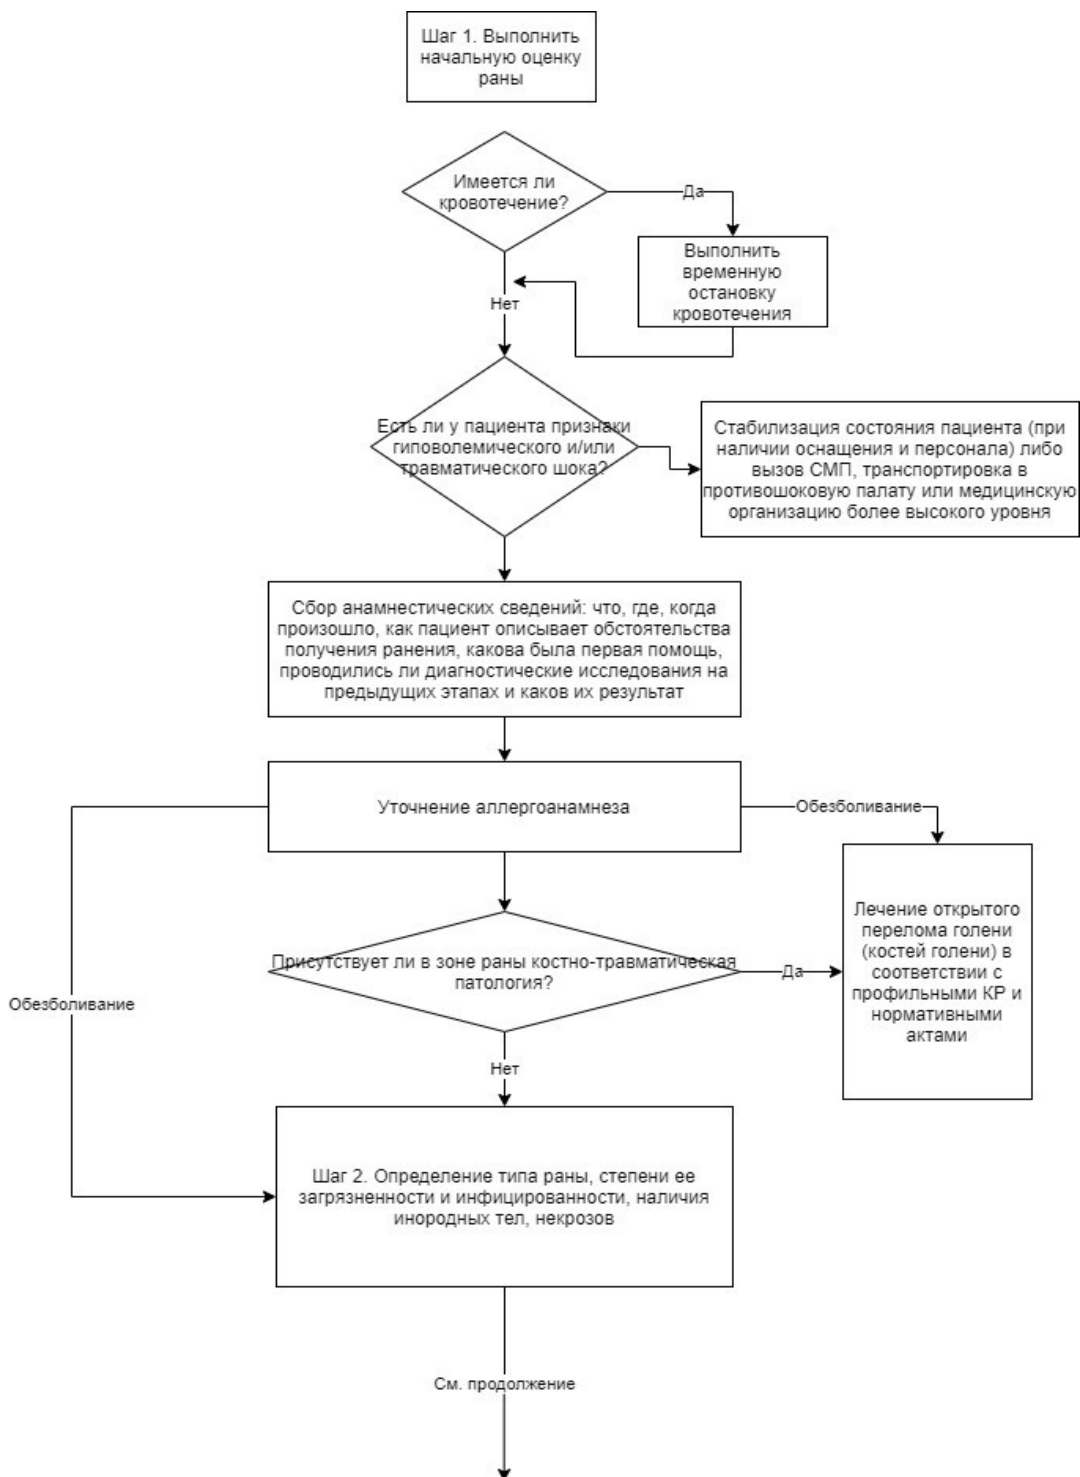 Шаг 1. Выполнить
начальную оценку
раны
Имеется ли
кровотечение?
Да
Выполнить
временную
остановку
кровотечения
Нет
Есть ли у пациента признаки
гиповолемического и/или
травматического шока?
Стабилизация состояния пациента (при
наличии оснащения и персонала) либо
вызов СМП, транспортировка в
противошоковую палату или медицинскую
организацию более высокого уровня
Сбор анамнестических сведений: что, где, когда
произошло, как пациент описывает обстоятельства
получения ранения, какова была первая помощь,
проводились ли диагностические исследования на
предыдущих этапах и каков их результат
Уточнение аллергоанамнеза
Обезболивание
Лечение открытого
перелома голени
(костей голени) в
соответствии с
профильными КР и
нормативными
актами
Присутствует ли в зоне раны костно-травматическая
патология?
Да
Обезболивание
Нет
Шаг 2. Определение типа раны, степени ее
загрязненности и инфицированности, наличия
инородных тел, некрозов
См. продолжение